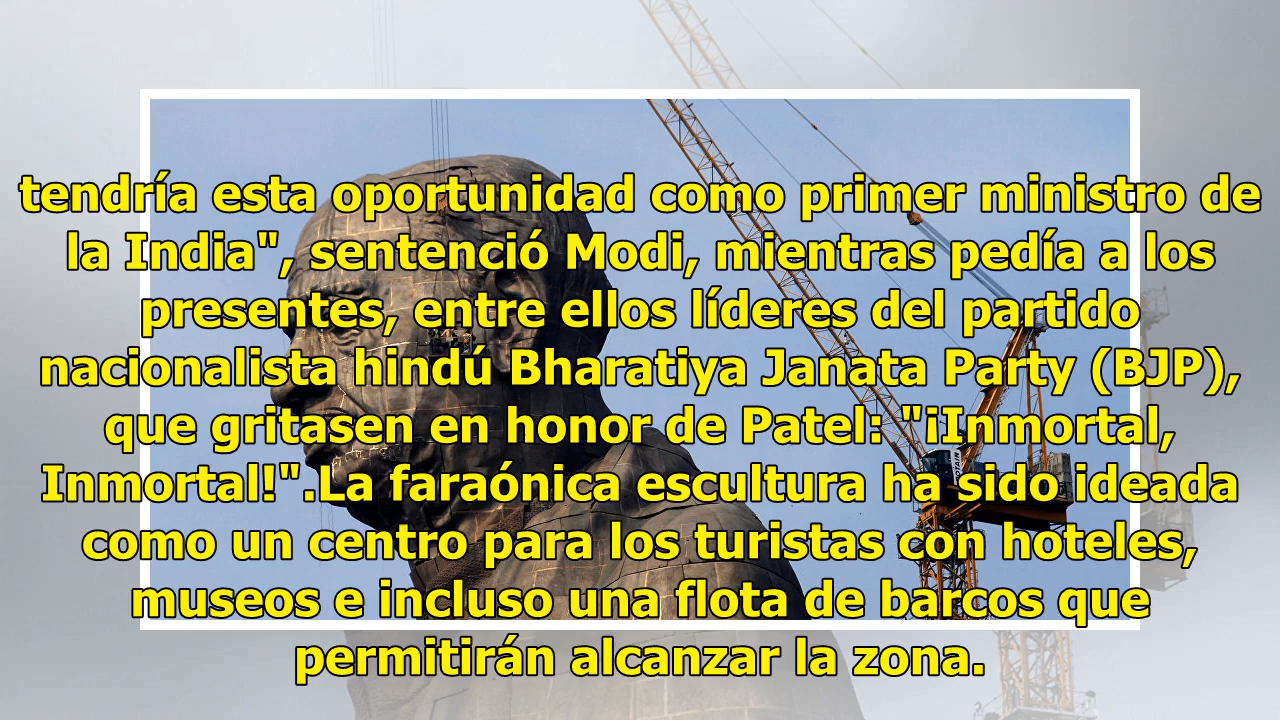 tendría esta oportunidad como primer ministro de
la India", sentenció Modi, mientras pedía a los
presentes, entre ellos líderes del partido
nacionalista hindú Bharatiya Janata Party (BJP),
que gritasen en honor de Patel: "¡Inmortal,
Inmortal!".La faraónica escultura ha sido ideada
como un centro para los turistas con hoteles,
museos e incluso una flota de barcos que
permitirán alcanzar la zona.